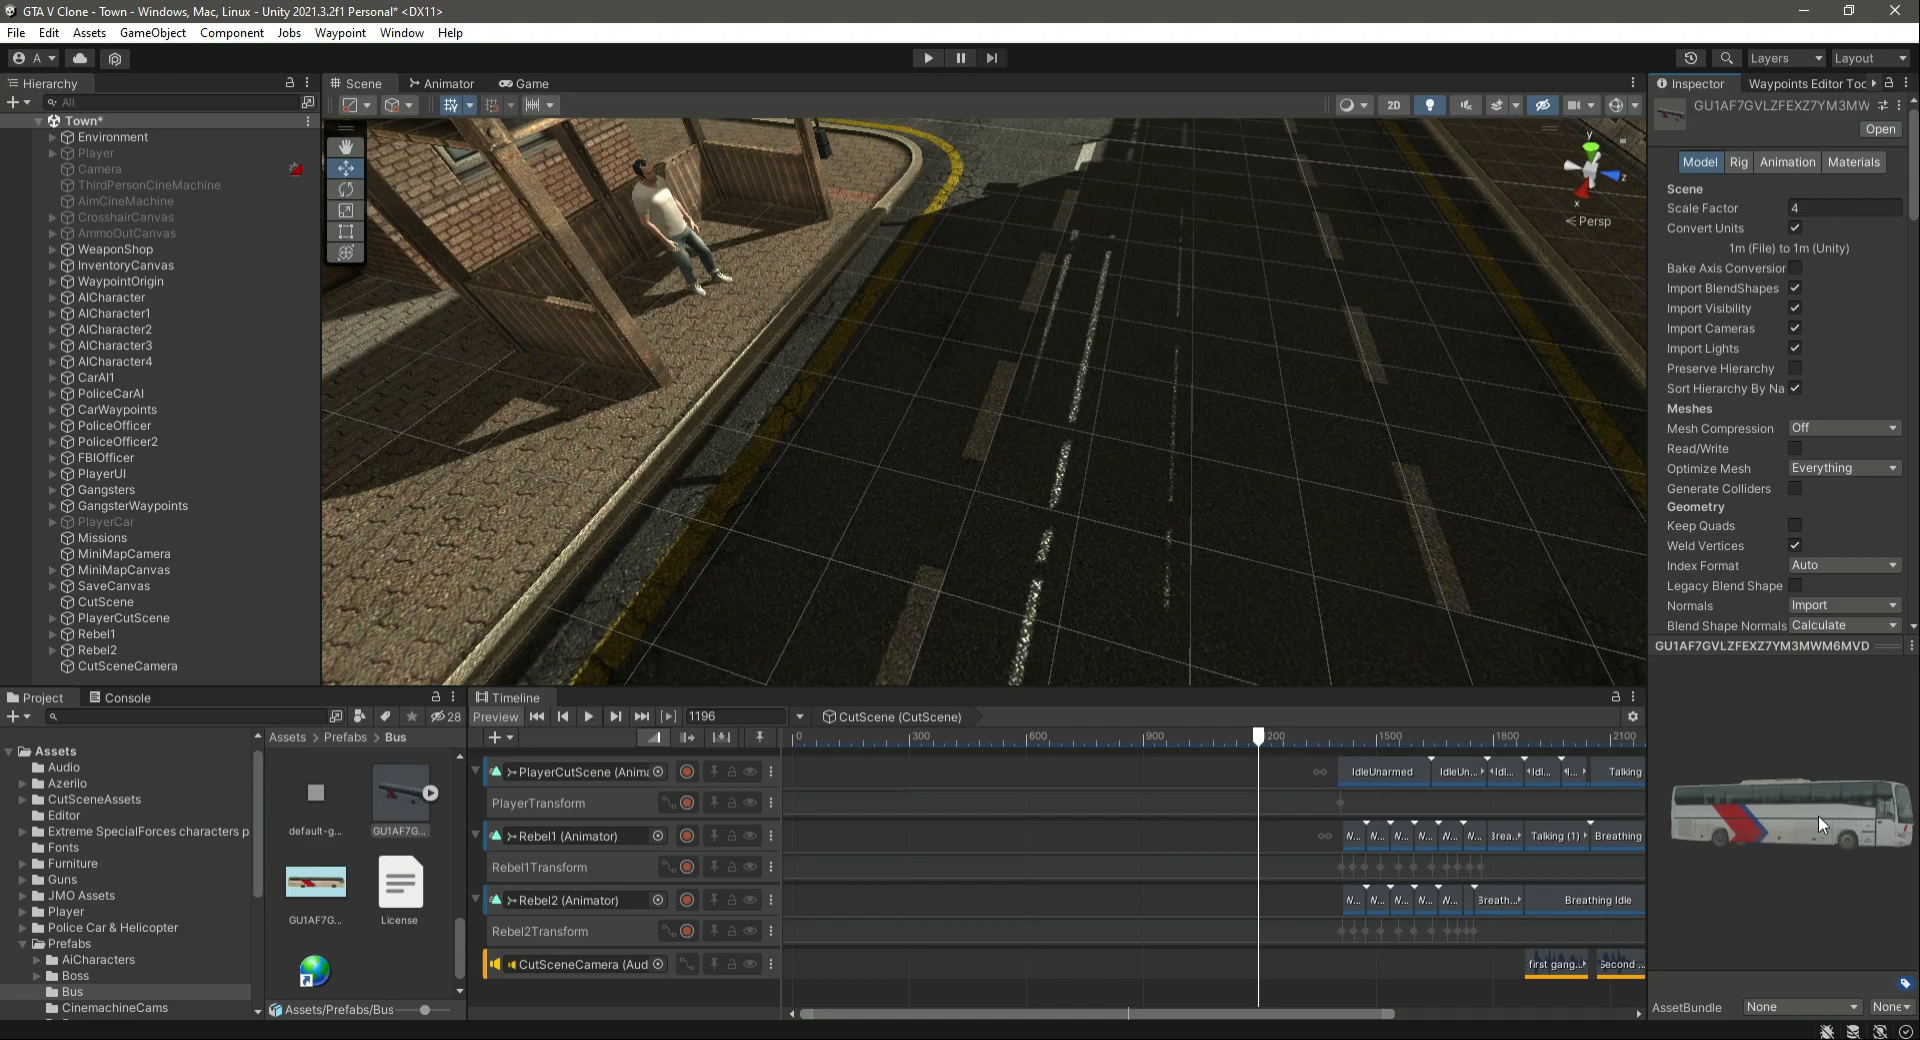 GTA V Clone - Town - Windows, Mac, Linux - Unity 2021.3.2f1 Personal* <DX11>
File Edit Assets GameObject Component Jobs Waypoint Window Help
A
Layers Layout
Hierarchy
All
Town*
Environment
Player
Camera
ThirdPersonCineMachine
AimCineMachine
CrosshairCanvas
AmmoOutCanvas
WeaponShop
InventoryCanvas
WaypointOrigin
AICharacter
AICharacter1
AICharacter2
AICharacter3
AICharacter4
CarAI1
PoliceCarAI
CarWaypoints
PoliceOfficer
PoliceOfficer2
FBIOfficer
PlayerUI
Gangsters
GangsterWaypoints
PlayerCar
Missions
MiniMapCamera
MiniMapCanvas
SaveCanvas
CutScene
PlayerCutScene
Rebel1
Rebel2
CutSceneCamera
Scene Animator Game
2D
y
z
x
Persp
Inspector Waypoints Editor Too
GU1AF7GVLZFEXZ7YM3MW
Open
Model Rig Animation Materials
Scene
Scale Factor 4
Convert Units
1m (File) to 1m (Unity)
Bake Axis Conversior
Import BlendShapes
Import Visibility
Import Cameras
Import Lights
Preserve Hierarchy
Sort Hierarchy By Na
Meshes
Mesh Compression Off
Read/Write
Optimize Mesh Everything
Generate Colliders
Geometry
Keep Quads
Weld Vertices
Index Format Auto
Legacy Blend Shape
Normals Import
Blend Shape Normals Calculate
GU1AF7GVLZFEXZ7YM3MWM6MVD
AssetBundle None None
Project Console
28
Assets
Audio
Azerilo
CutSceneAssets
Editor
Extreme SpecialForces characters p
Fonts
Furniture
Guns
JMO Assets
Player
Police Car & Helicopter
Prefabs
AiCharacters
Boss
Bus
CinemachineCams
Assets > Prefabs > Bus
default-g...
GU1AF7G...
GU1AF7G...
License
Assets/Prefabs/Bus
Timeline
Preview 1196 CutScene (CutScene)
0 300 600 900 1200 1500 1800 2100
PlayerCutScene (Anima IdleUnarmed IdleUn... Idl... Idl... I... Talking
PlayerTransform
Rebel1 (Animator) N... N... N... N... N... N... Brea... Talking (1) Breathing
Rebel1Transform
Rebel2 (Animator) N... N... N... N... N... Breath... Breathing Idle
Rebel2Transform
CutSceneCamera (Aud first gang... Second ...